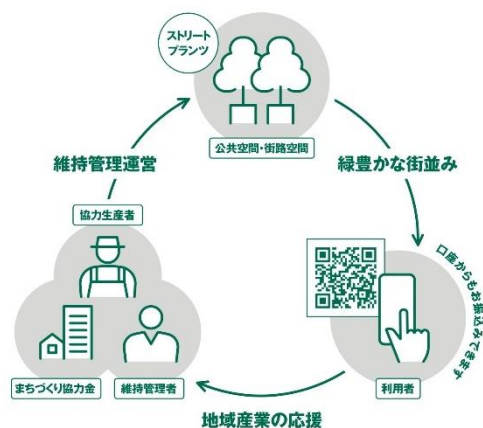 ストリート
プランツ
公共空間・街路空間
維持管理運営
緑豊かな街並み
協力生産者
口座からもお振込みできます
まちづくり協力金
維持管理者
利用者
地域産業の応援